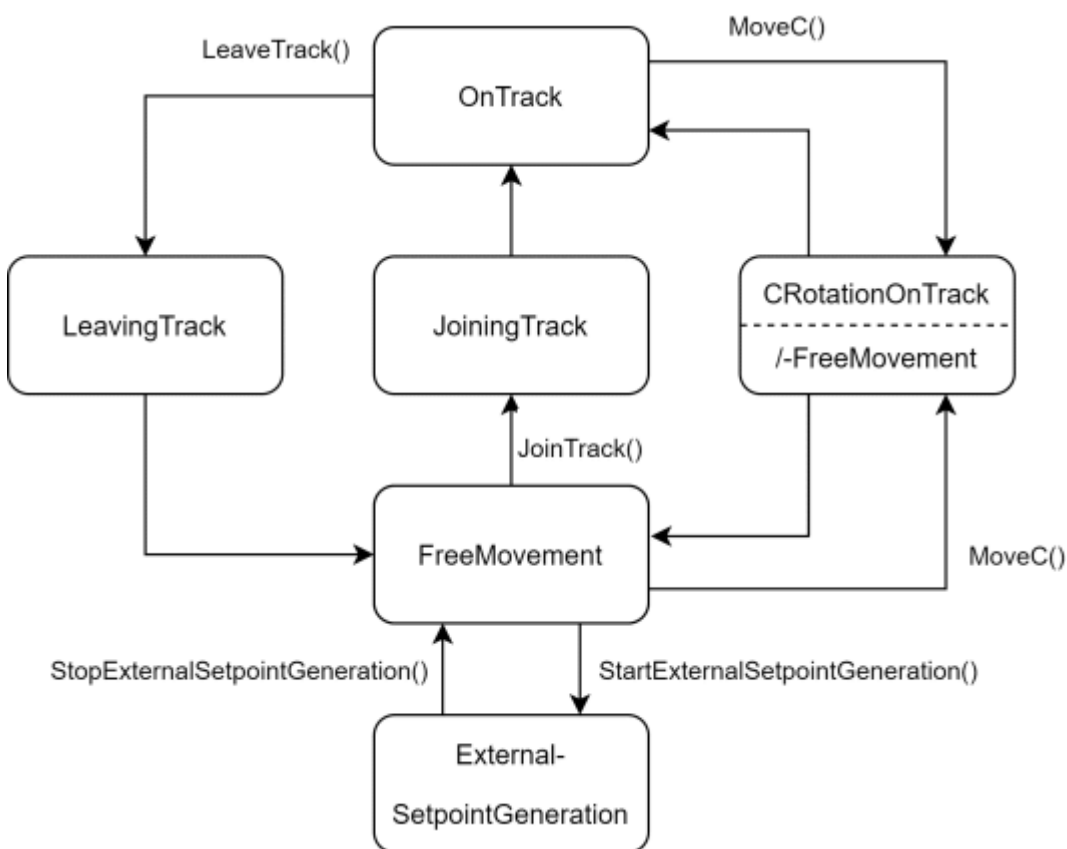 MoveC()
LeaveTrack()
OnTrack
CRotationOnTrack
LeavingTrack
JoiningTrack
/-FreeMovement
JoinTrack()
FreeMovement
MoveC()
StopExternalSetpointGeneration()
StartExternalSetpointGeneration()
External-
SetpointGeneration